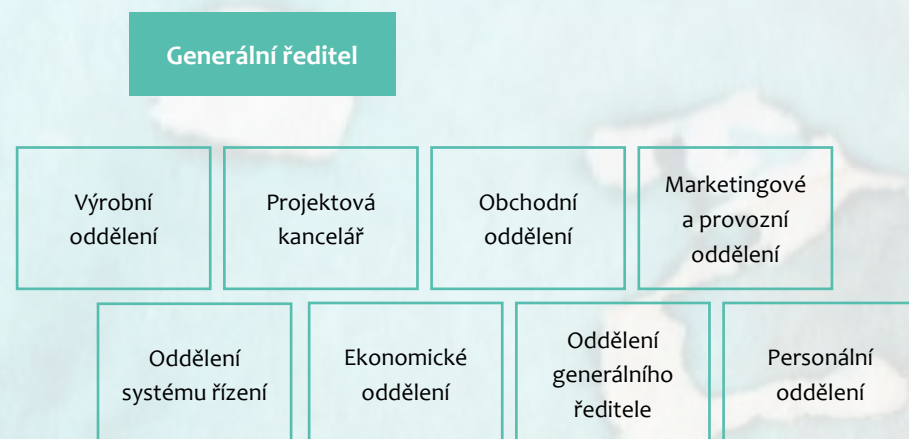 Generální ředitel
Výrobní
oddělení
Projektová
kancelář
Obchodní
oddělení
Marketingové
a provozní
oddělení
Oddělení
systému řízení
Ekonomické
oddělení
Oddělení
generálního
ředitele
Personální
oddělení